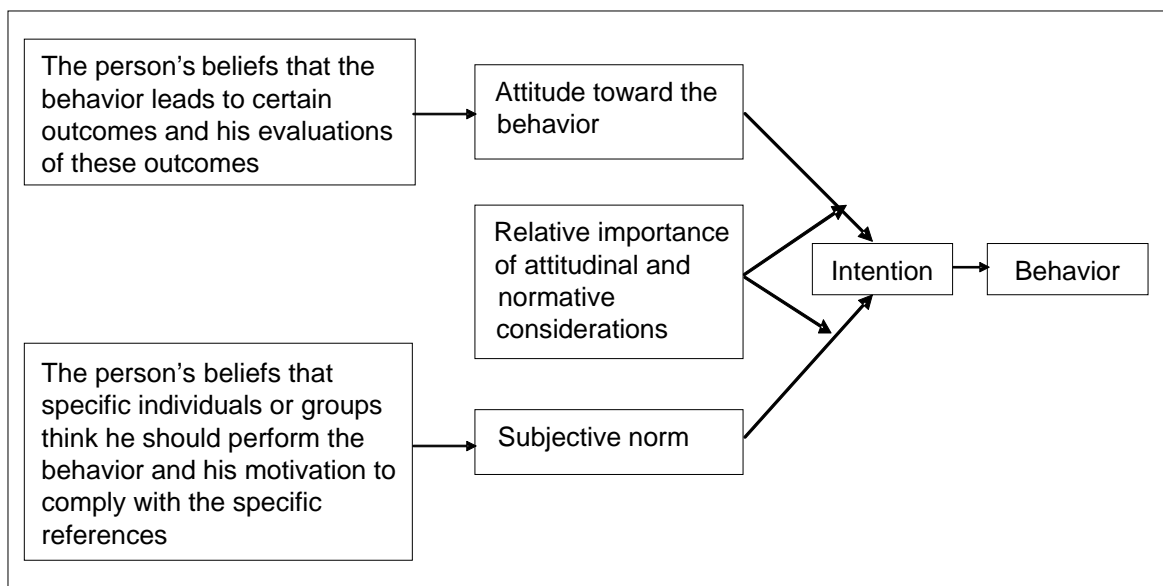 The person's beliefs that the
behavior leads to certain
outcomes and his evaluations
of these outcomes
Attitude toward the
behavior
Relative importance
of attitudinal and
normative
considerations
Intention
Behavior
The person's beliefs that
specific individuals or groups
think he should perform the
behavior and his motivation to
comply with the specific
references
Subjective norm